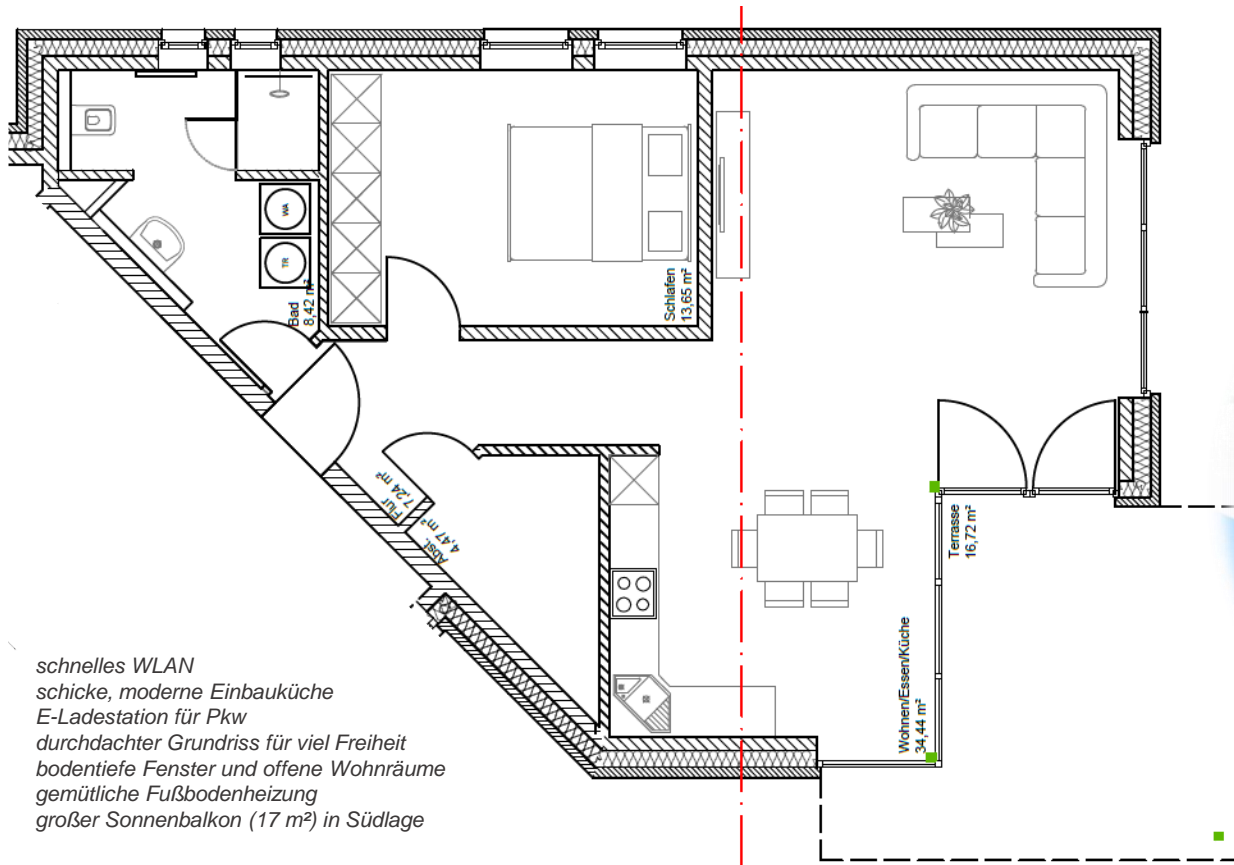 WA
TR
Bad
8,42 m²
Schlafen
13,65 m²
Flur
7,24 m²
Abst.
4,47 m²
Terrasse
16,72 m²
Wohnen/Essen/Küche
34,44 m²
schnelles WLAN
schicke, moderne Einbauküche
E-Ladestation für Pkw
durchdachter Grundriss für viel Freiheit
bodentiefe Fenster und offene Wohnräume
gemütliche Fußbodenheizung
großer Sonnenbalkon (17 m²) in Südlage